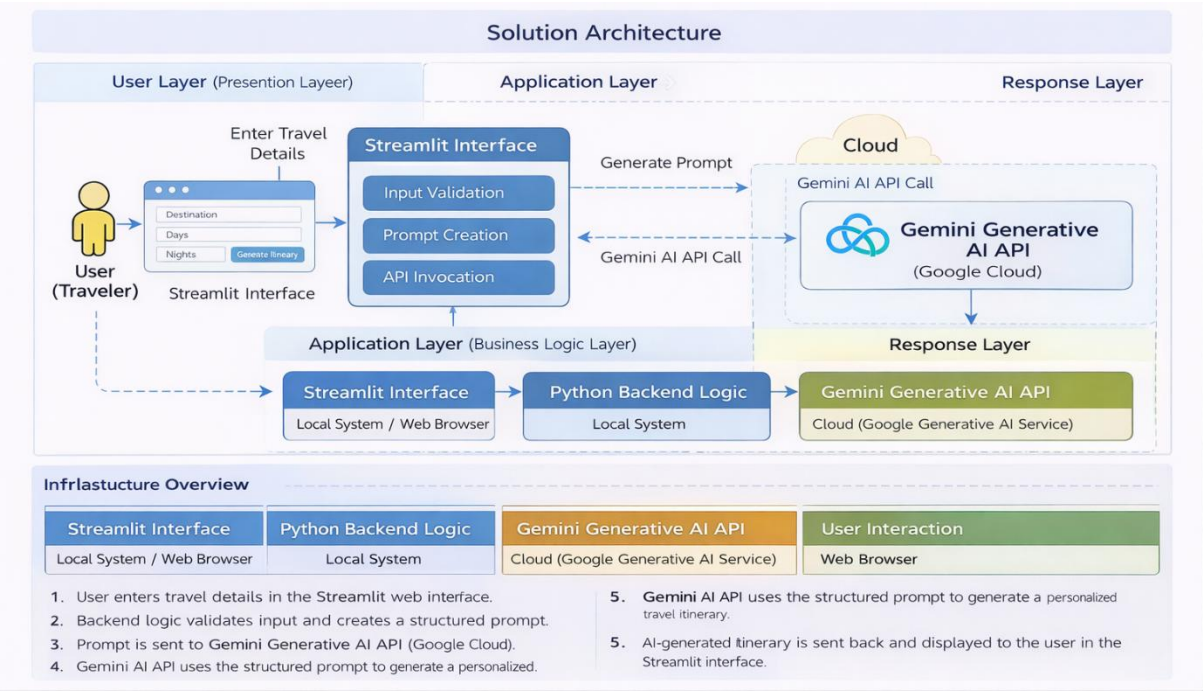 Solution Architecture
User Layer (Presention Layeer)
Application Layer
Response Layer
Enter Travel
Details
Destination
Days
Nights
Generate Itineary
Streamlit Interface
User
(Traveler)
Streamlit Interface
Input Validation
Prompt Creation
API Invocation
Generate Prompt
Gemini AI API Call
Cloud
Gemini AI API Call
Gemini Generative
AI API
(Google Cloud)
Application Layer (Business Logic Layer)
Response Layer
Streamlit Interface
Local System / Web Browser
Python Backend Logic
Local System
Gemini Generative AI API
Cloud (Google Generative AI Service)
Infrlastucture Overview
Streamlit Interface
Local System / Web Browser
Python Backend Logic
Local System
Gemini Generative AI API
Cloud (Google Generative AI Service)
User Interaction
Web Browser
1. User enters travel details in the Streamlit web interface.
2. Backend logic validates input and creates a structured prompt.
3. Prompt is sent to Gemini Generative AI API (Google Cloud).
4. Gemini AI API uses the structured prompt to generate a personalized.
5. Gemini AI API uses the structured prompt to generate a personalized
travel itinerary.
5. AI-generated itinerary is sent back and displayed to the user in the
Streamlit interface.